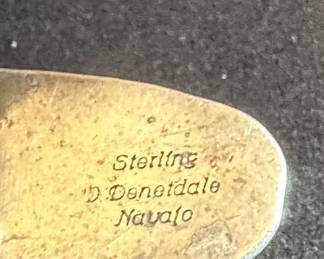 Sterling
D. Denetdale
Navajo